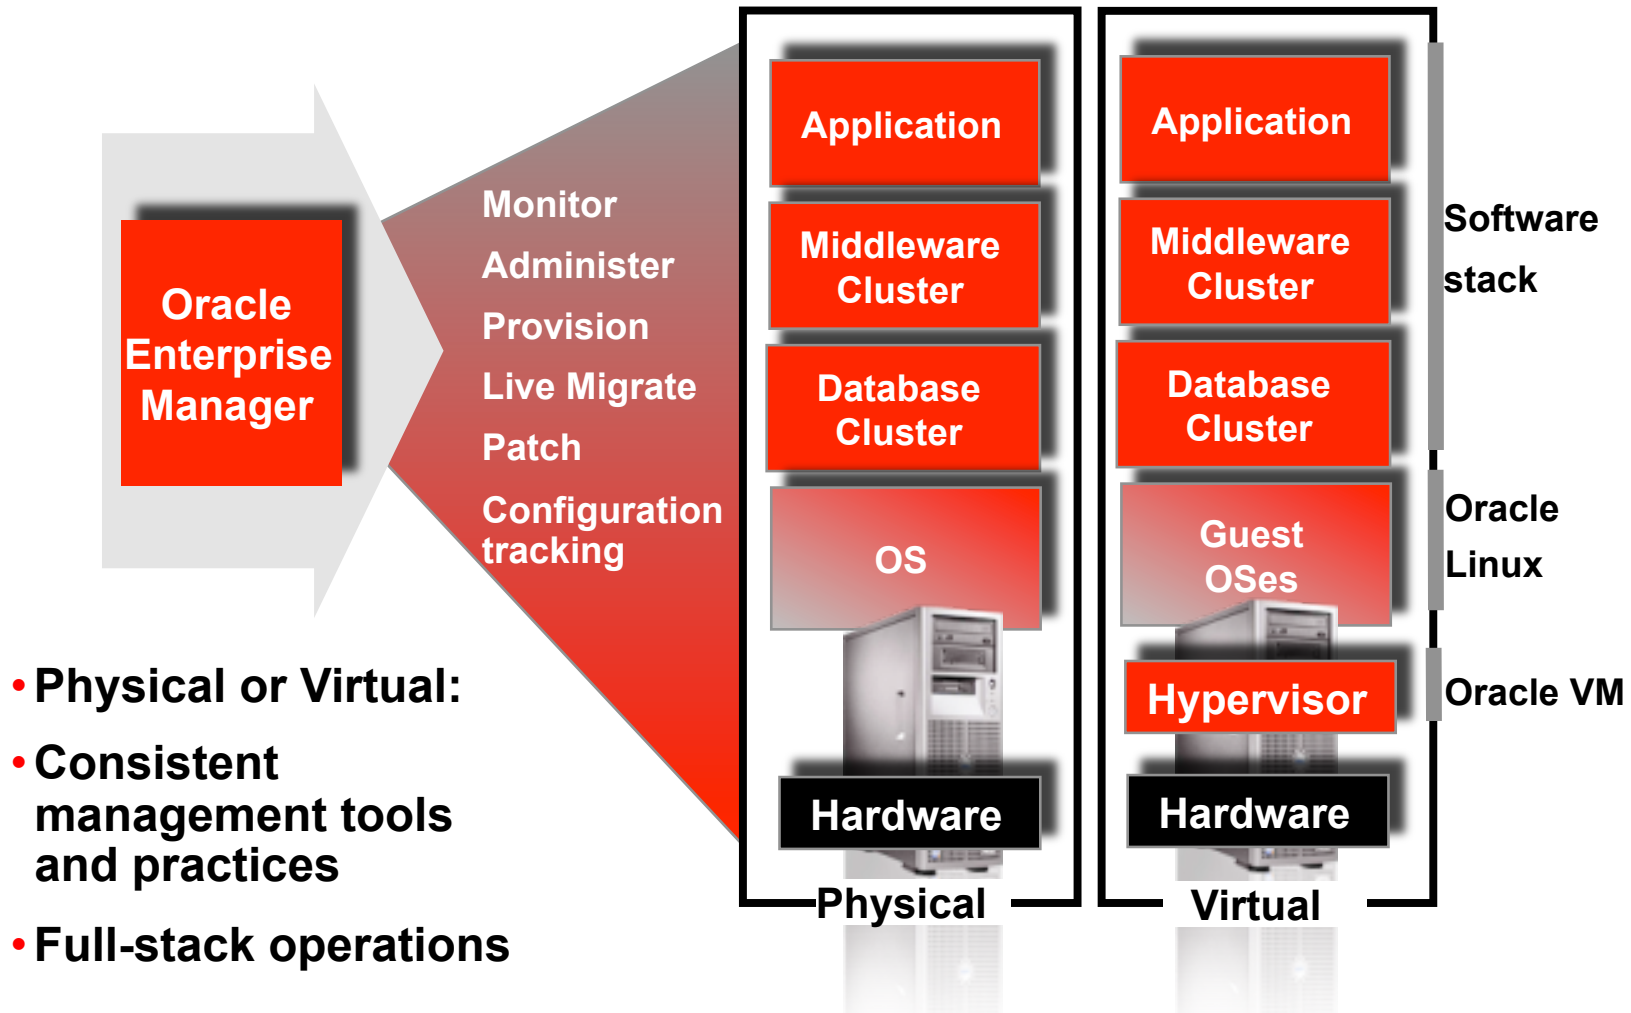 Oracle
Enterprise
Manager
Monitor
Administer
Provision
Live Migrate
Patch
Configuration
tracking
Application
Middleware
Cluster
Database
Cluster
OS
Hardware
Physical
Application
Middleware
Cluster
Database
Cluster
Guest
OSes
Hypervisor
Hardware
Virtual
Software
stack
Oracle
Linux
Oracle VM
• Physical or Virtual:
• Consistent
management tools
and practices
• Full-stack operations